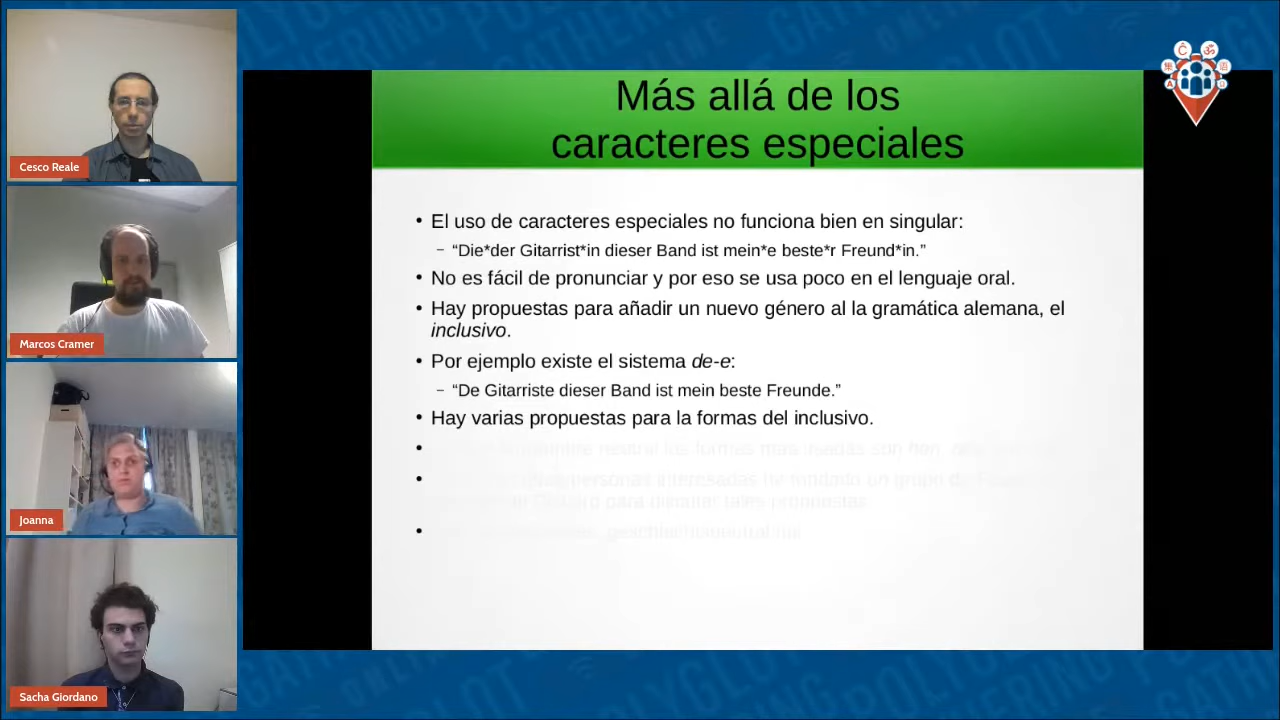 Más allá de los
caracteres especiales
• El uso de caracteres especiales no funciona bien en singular:
– “Die*der Gitarrist*in dieser Band ist mein*e beste*r Freund*in.”
• No es fácil de pronunciar y por eso se usa poco en el lenguaje oral.
• Hay propuestas para añadir un nuevo género al la gramática alemana, el
inclusivo.
• Por ejemplo existe el sistema de-e:
– “De Gitarriste dieser Band ist mein beste Freunde.”
• Hay varias propuestas para la formas del inclusivo.
Cesco Reale
Marcos Cramer
Joanna
Sacha GIordano